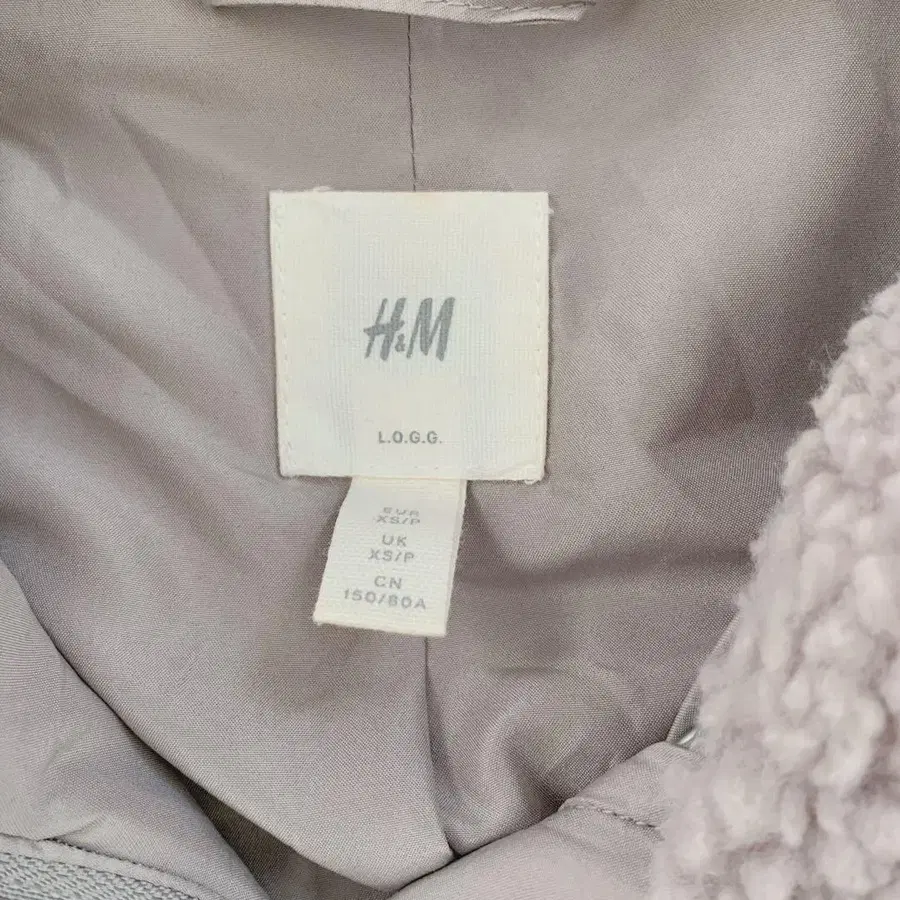 H&M
L.O.G.G.
EUR
XS/P
UK
XS/P
CN
150/80A